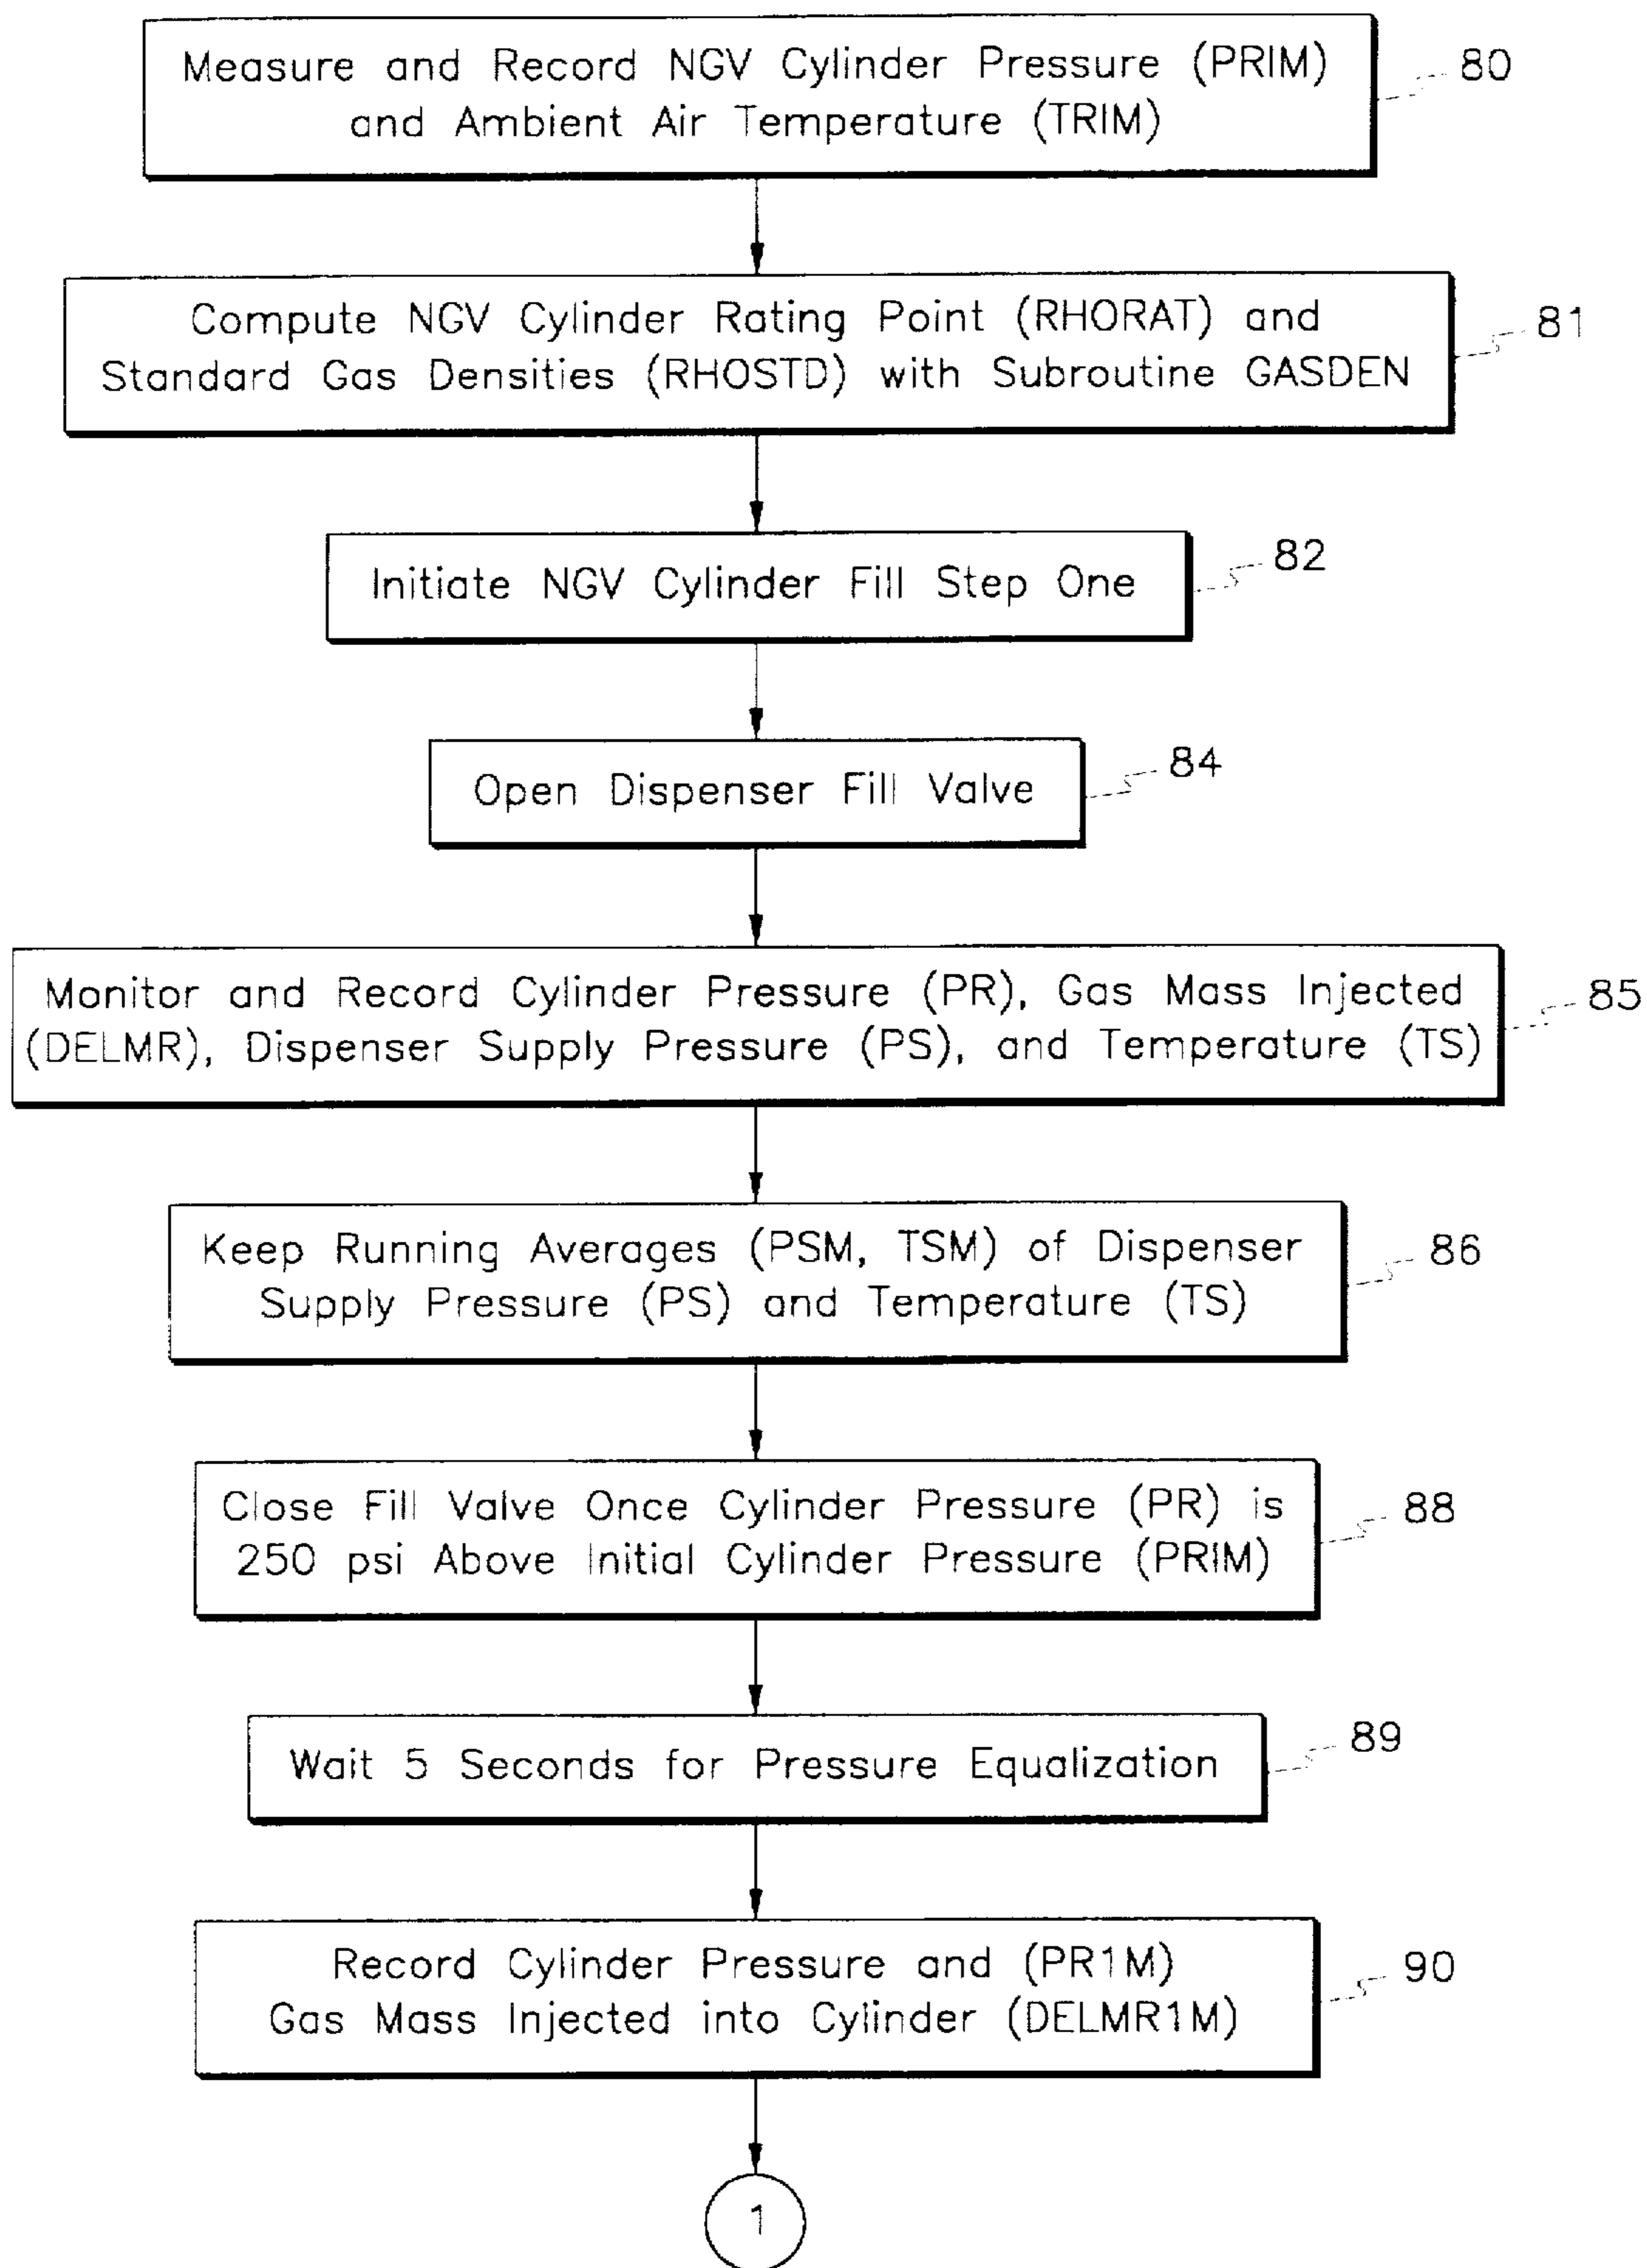 Measure and Record NGV Cylinder Pressure (PRIM)
and Ambient Air Temperature (TRIM)
80
Compute NGV Cylinder Rating Point (RHORAT) and
Standard Gas Densities (RHOSTD) with Subroutine GASDEN
81
Initiate NGV Cylinder Fill Step One
82
Open Dispenser Fill Valve
84
Monitor and Record Cylinder Pressure (PR), Gas Mass Injected
(DELMR), Dispenser Supply Pressure (PS), and Temperature (TS)
85
Keep Running Averages (PSM, TSM) of Dispenser
Supply Pressure (PS) and Temperature (TS)
86
Close Fill Valve Once Cylinder Pressure (PR) is
250 psi Above Initial Cylinder Pressure (PRIM)
88
Wait 5 Seconds for Pressure Equalization
89
Record Cylinder Pressure and (PR1M)
Gas Mass Injected into Cylinder (DELMR1M)
90
1